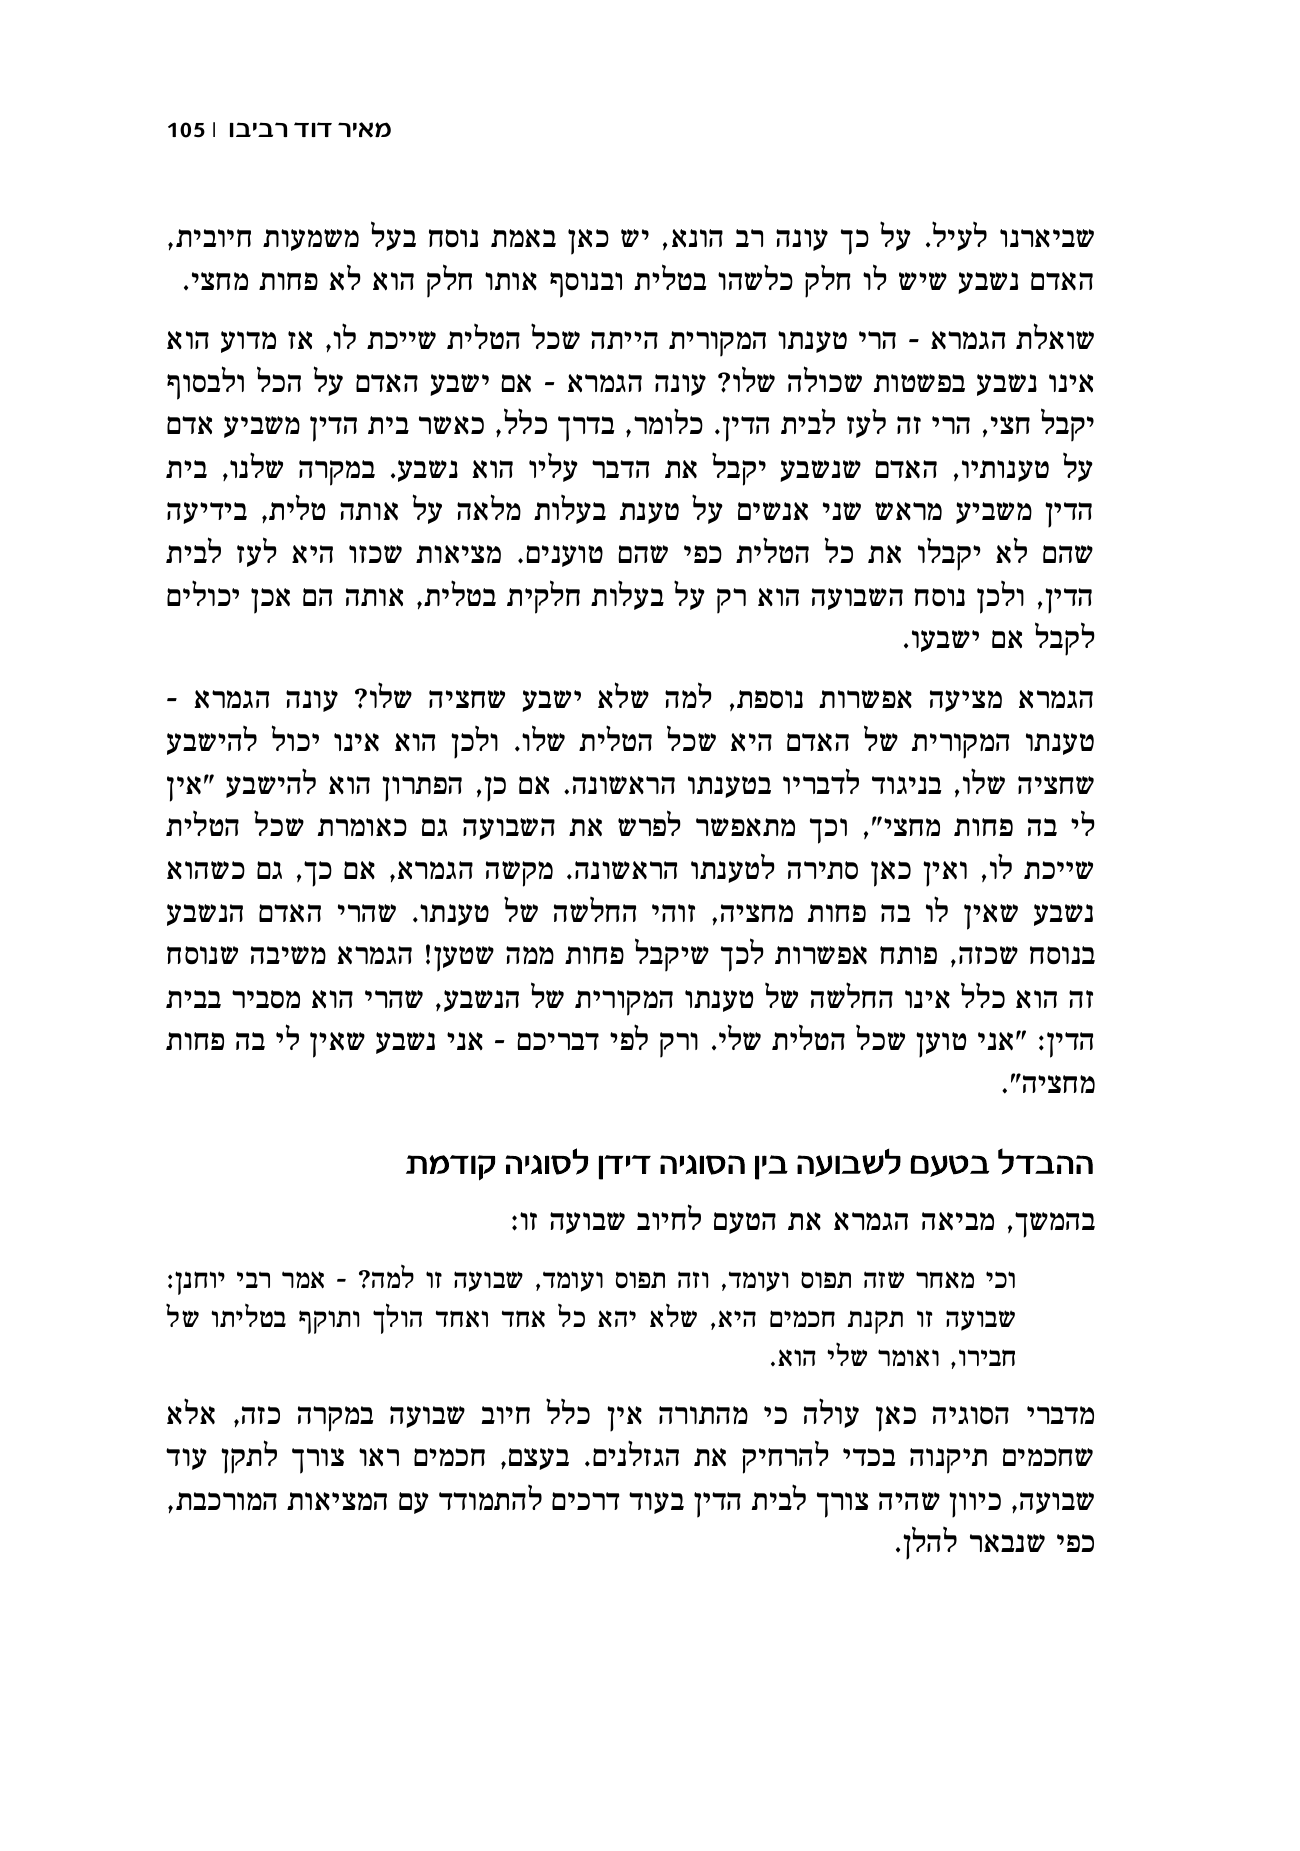 מאיר דוד רביבו | 105
שביארנו לעיל. על כך עונה רב הונא, יש כאן באמת נוסח בעל משמעות חיובית,
האדם נשבע שיש לו חלק כלשהו בטלית ובנוסף אותו חלק הוא לא פחות מחצי.
שואלת הגמרא - הרי טענתו המקורית הייתה שכל הטלית שייכת לו, אז מדוע הוא
אינו נשבע בפשטות שכולה שלו? עונה הגמרא - אם ישבע האדם על הכל ולבסוף
יקבל חצי, הרי זה לעז לבית הדין. כלומר, בדרך כלל, כאשר בית הדין משביע אדם
על טענותיו, האדם שנשבע יקבל את הדבר עליו הוא נשבע. במקרה שלנו, בית
הדין משביע מראש שני אנשים על טענת בעלות מלאה על אותה טלית, בידיעה
שהם לא יקבלו את כל הטלית כפי שהם טוענים. מציאות שכזו היא לעז לבית
הדין, ולכן נוסח השבועה הוא רק על בעלות חלקית בטלית, אותה הם אכן יכולים
לקבל אם ישבעו.
הגמרא מציעה אפשרות נוספת, למה שלא ישבע שחציה שלו? עונה הגמרא -
טענתו המקורית של האדם היא שכל הטלית שלו. ולכן הוא אינו יכול להישבע
שחציה שלו, בניגוד לדבריו בטענתו הראשונה. אם כן, הפתרון הוא להישבע "אין
לי בה פחות מחצי", וכך מתאפשר לפרש את השבועה גם כאומרת שכל הטלית
שייכת לו, ואין כאן סתירה לטענתו הראשונה. מקשה הגמרא, אם כך, גם כשהוא
נשבע שאין לו בה פחות מחציה, זוהי החלשה של טענתו. שהרי האדם הנשבע
בנוסח שכזה, פותח אפשרות לכך שיקבל פחות ממה שטען! הגמרא משיבה שנוסח
זה הוא כלל אינו החלשה של טענתו המקורית של הנשבע, שהרי הוא מסביר בבית
הדין: "אני טוען שכל הטלית שלי. ורק לפי דבריכם - אני נשבע שאין לי בה פחות
מחציה".
ההבדל בטעם לשבועה בין הסוגיה דידן לסוגיה קודמת
בהמשך, מביאה הגמרא את הטעם לחיוב שבועה זו:
וכי מאחר שזה תפוס ועומד, וזה תפוס ועומד, שבועה זו למה? - אמר רבי יוחנן:
שבועה זו תקנת חכמים היא, שלא יהא כל אחד ואחד הולך ותוקף בטליתו של
חבירו, ואומר שלי הוא.
מדברי הסוגיה כאן עולה כי מהתורה אין כלל חיוב שבועה במקרה כזה, אלא
שחכמים תיקנוה בכדי להרחיק את הגזלנים. בעצם, חכמים ראו צורך לתקן עוד
שבועה, כיוון שהיה צורך לבית הדין בעוד דרכים להתמודד עם המציאות המורכבת,
כפי שנבאר להלן.